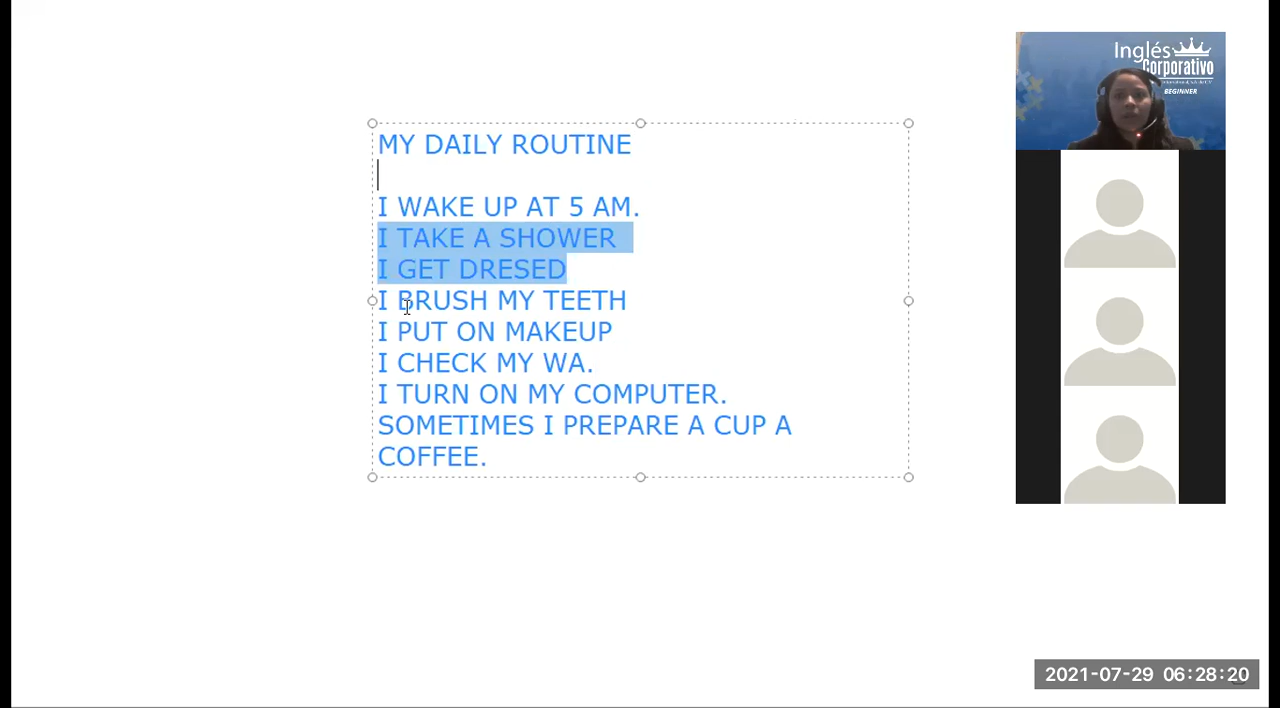 MY DAILY ROUTINE
I WAKE UP AT 5 AM.
I TAKE A SHOWER
I GET DRESED
I BRUSH MY TEETH
I PUT ON MAKEUP
I CHECK MY WA.
I TURN ON MY COMPUTER.
SOMETIMES I PREPARE A CUP A
COFFEE.
Inglés
Corporativo
BEGINNER
2021-07-29 06:28:20